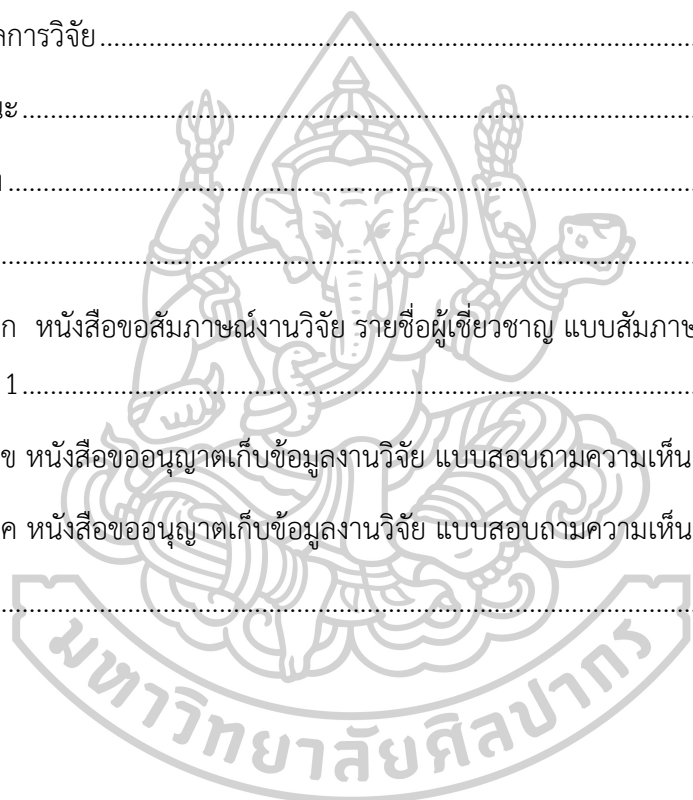 ลการวิจัย..........
นะ..........
..........
..........
ก หนังสือขอสัมภาษณ์งานวิจัย รายชื่อผู้เชี่ยวชาญ แบบสัมภาษ
1..........
ข หนังสือขออนุญาตเก็บข้อมูลงานวิจัย แบบสอบถามความเห็น
ค หนังสือขออนุญาตเก็บข้อมูลงานวิจัย แบบสอบถามความเห็น
..........
มหาวิทยาลัยศิลปากร